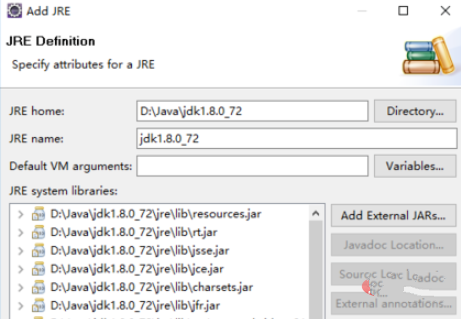 Add JRE
JRE Definition
Specify attributes for a JRE
JRE home: D:\Java\jdk1.8.0_72 Directory...
JRE name: jdk1.8.0_72
Default VM arguments: Variables...
JRE system libraries:
D:\Java\jdk1.8.0_72\jre\lib\resources.jar Add External JARs...
D:\Java\jdk1.8.0_72\jre\lib\rt.jar
D:\Java\jdk1.8.0_72\jre\lib\jsse.jar Javadoc Location...
D:\Java\jdk1.8.0_72\jre\lib\jce.jar
D:\Java\jdk1.8.0_72\jre\lib\charsets.jar
D:\Java\jdk1.8.0_72\jre\lib\jfr.jar External annotations...